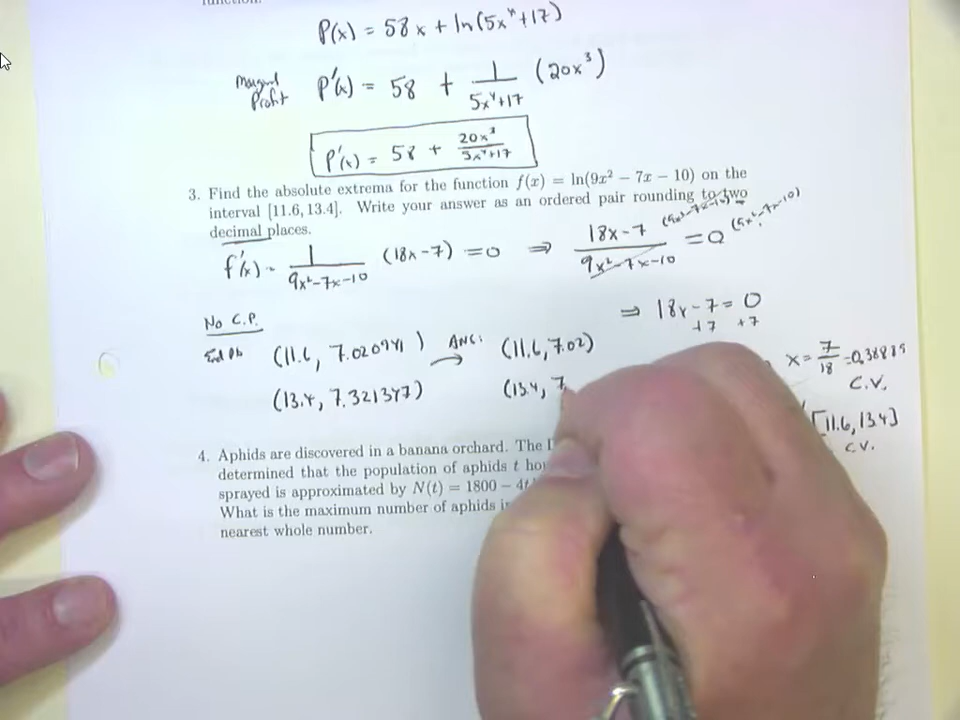 function.
P(x) = 58x + ln(5x⁴+17)
Marginal Profit P'(x) = 58 + 1/(5x⁴+17) (20x³)
P'(x) = 58 + 20x³/(5x⁴+17)
3. Find the absolute extrema for the function f(x) = ln(9x² − 7x − 10) on the
interval [11.6, 13.4]. Write your answer as an ordered pair rounding to two
decimal places.
f'(x) = 1/(9x²-7x-10) (18x-7) = 0 ⇒ (18x-7)/(9x²-7x-10) = 0
⇒ 18x-7 = 0
+7 +7
x = 7/18 = 0.38889
C.V.
[11.6, 13.4]
C.V.
No C.P.
(11.6, 7.020941) → ANS: (11.6, 7.02)
(13.4, 7.321347) (13.4, 7
4. Aphids are discovered in a banana orchard. The
determined that the population of aphids t
sprayed is approximated by N(t) = 1800 − 4t
What is the maximum number of aphids
nearest whole number.